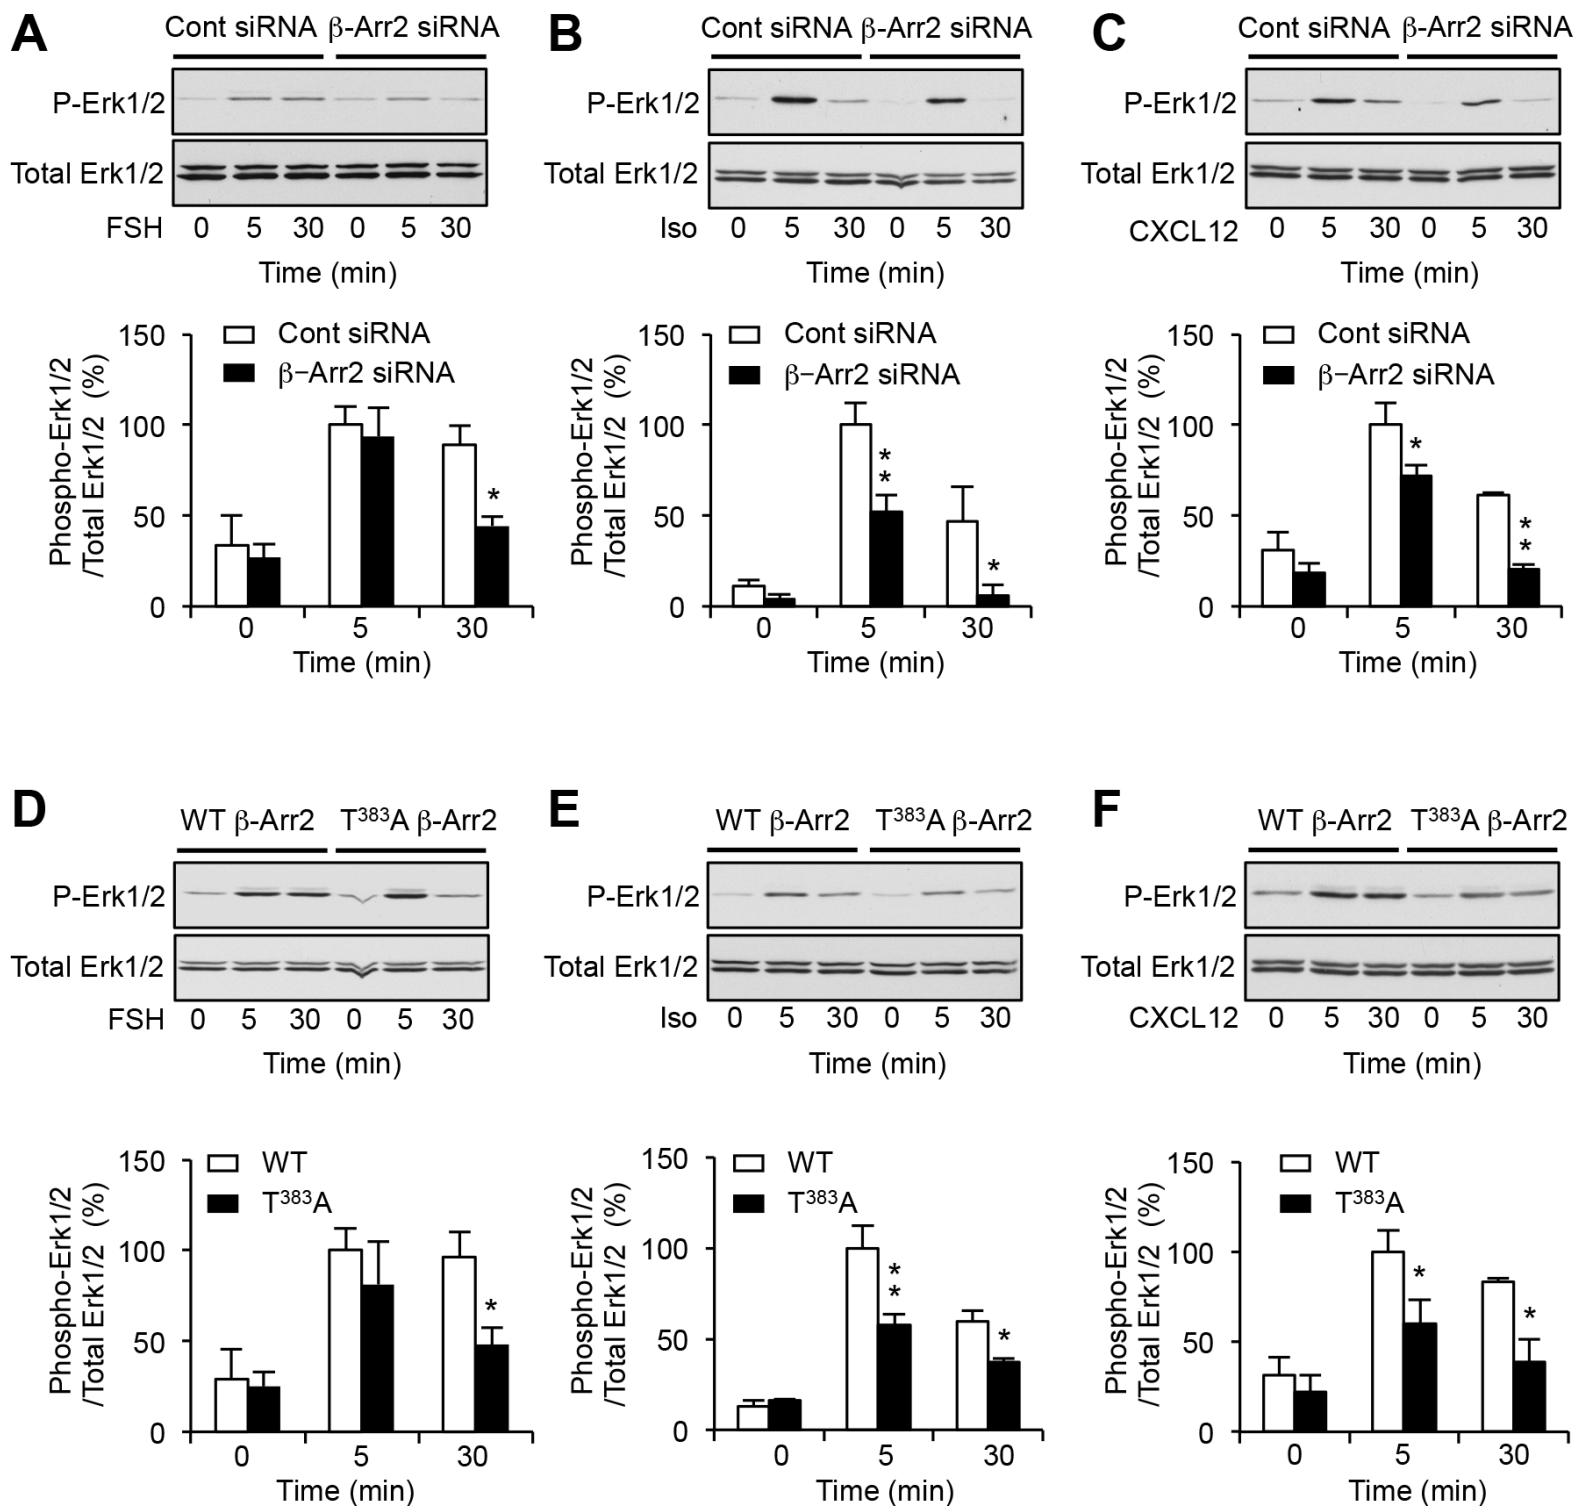 A
Cont siRNA β-Arr2 siRNA
P-Erk1/2
Total Erk1/2
FSH 0 5 30 0 5 30
Time (min)
Phospho-Erk1/2
/Total Erk1/2 (%)
150
100
50
0
Cont siRNA
β–Arr2 siRNA
*
0 5 30
Time (min)
B
Cont siRNA β-Arr2 siRNA
P-Erk1/2
Total Erk1/2
Iso 0 5 30 0 5 30
Time (min)
Phospho-Erk1/2
/Total Erk1/2 (%)
150
100
50
0
Cont siRNA
β–Arr2 siRNA
*
*
*
0 5 30
Time (min)
C
Cont siRNA β-Arr2 siRNA
P-Erk1/2
Total Erk1/2
CXCL12 0 5 30 0 5 30
Time (min)
Phospho-Erk1/2
/Total Erk1/2 (%)
150
100
50
0
Cont siRNA
β–Arr2 siRNA
*
*
*
0 5 30
Time (min)
D
WT β-Arr2 T³⁸³A β-Arr2
P-Erk1/2
Total Erk1/2
FSH 0 5 30 0 5 30
Time (min)
Phospho-Erk1/2
/Total Erk1/2 (%)
150
100
50
0
WT
T³⁸³A
*
0 5 30
Time (min)
E
WT β-Arr2 T³⁸³A β-Arr2
P-Erk1/2
Total Erk1/2
Iso 0 5 30 0 5 30
Time (min)
Phospho-Erk1/2
/Total Erk1/2 (%)
150
100
50
0
WT
T³⁸³A
*
*
*
0 5 30
Time (min)
F
WT β-Arr2 T³⁸³A β-Arr2
P-Erk1/2
Total Erk1/2
CXCL12 0 5 30 0 5 30
Time (min)
Phospho-Erk1/2
/Total Erk1/2 (%)
150
100
50
0
WT
T³⁸³A
*
*
0 5 30
Time (min)